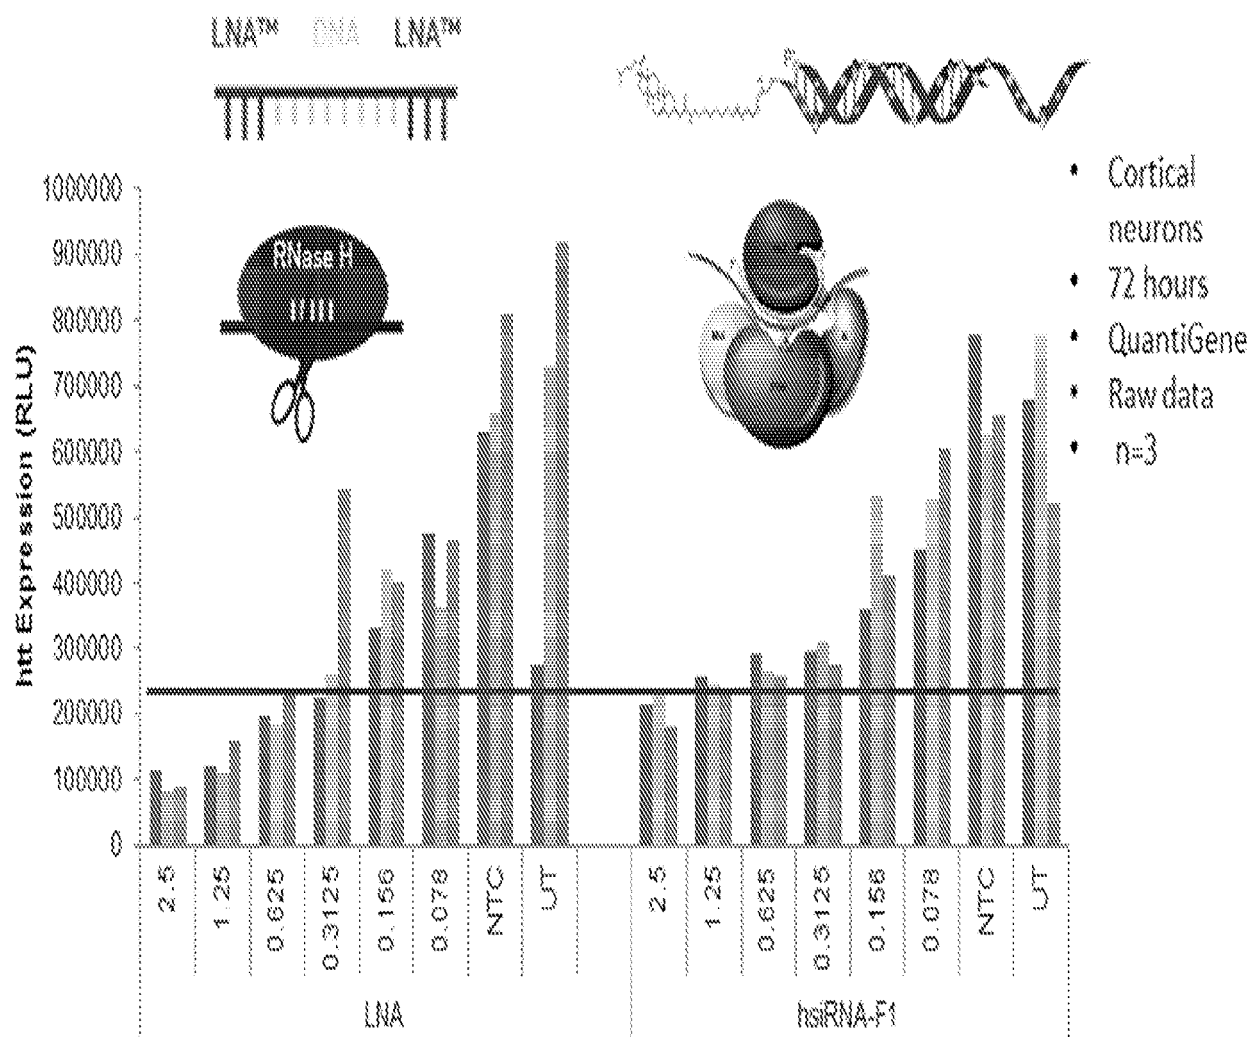 LNA™ DNA LNA™
1000000
900000
800000
700000
600000
500000
400000
300000
200000
100000
0
htt Expression (RLU)
RNase H
• Cortical
neurons
• 72 hours
• QuantiGene
• Raw data
• n=3
2.5 1.25 0.625 0.3125 0.156 0.078 NTC UT 2.5 1.25 0.625 0.3125 0.156 0.078 NTC UT
LNA hsiRNA-F1